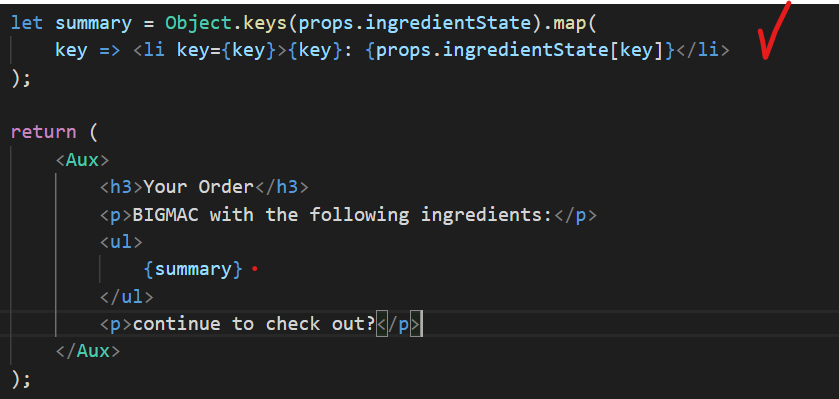 let summary = Object.keys(props.ingredientState).map(
    key => <li key={key}>{key}: {props.ingredientState[key]}</li>
);

return (
    <Aux>
        <h3>Your Order</h3>
        <p>BIGMAC with the following ingredients:</p>
        <ul>
            {summary}
        </ul>
        <p>continue to check out?</p>
    </Aux>
);